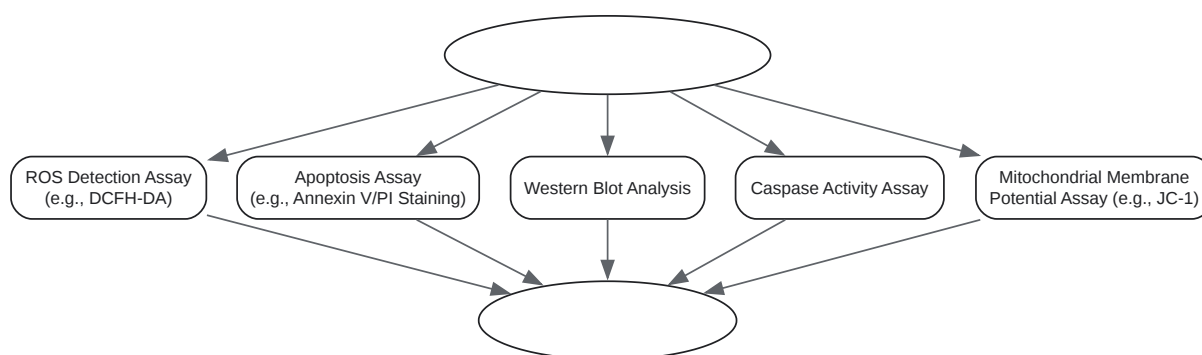 ROS Detection Assay
(e.g., DCFH-DA)
Apoptosis Assay
(e.g., Annexin V/PI Staining)
Western Blot Analysis
Caspase Activity Assay
Mitochondrial Membrane
Potential Assay (e.g., JC-1)